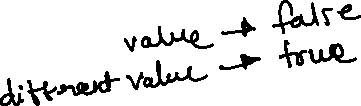 value → false
different value → true